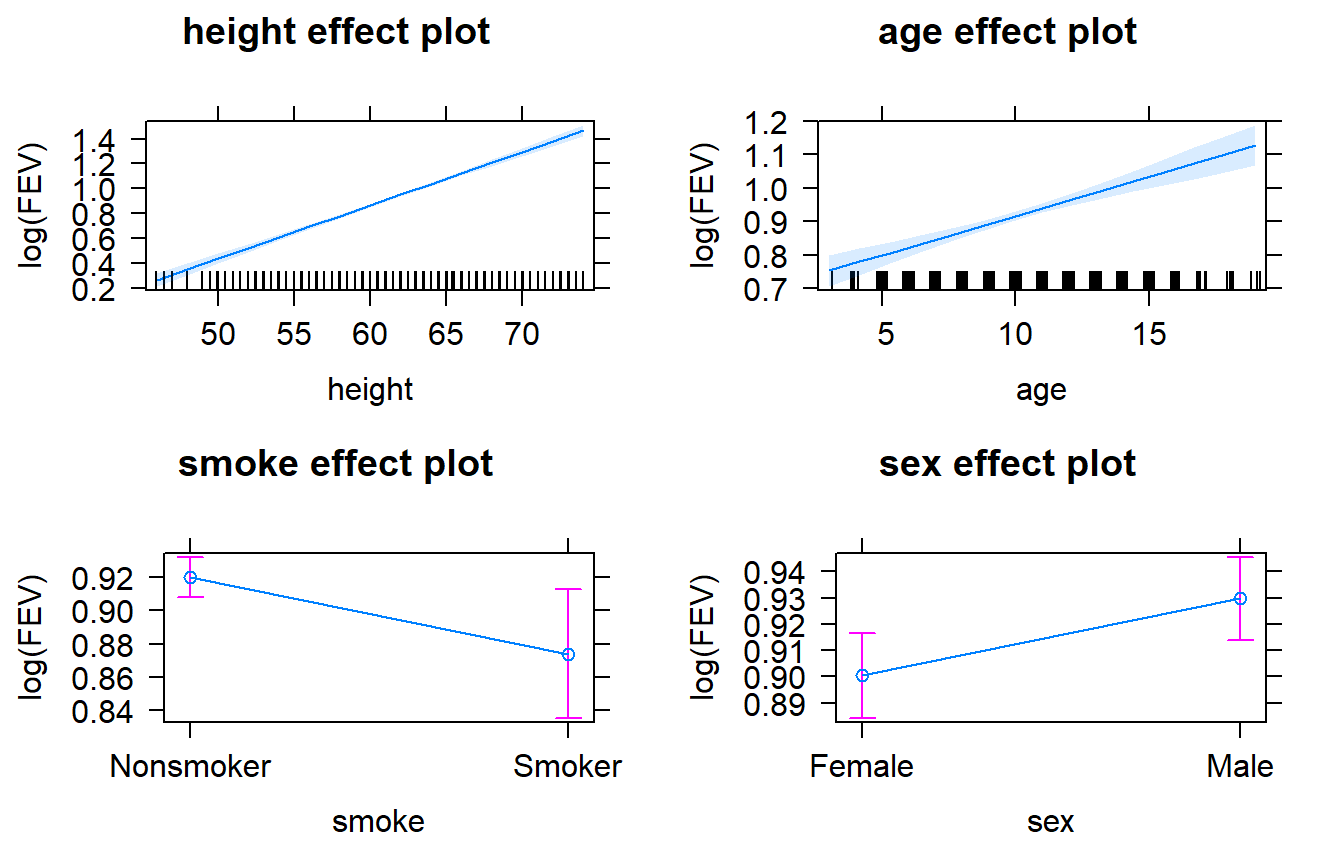 height effect plot
log(FEV)
1.4
1.2
1.0
0.8
0.6
0.4
0.2
50 55 60 65 70
height
age effect plot
log(FEV)
1.2
1.1
1.0
0.9
0.8
0.7
5 10 15
age
smoke effect plot
log(FEV)
0.92
0.90
0.88
0.86
0.84
Nonsmoker Smoker
smoke
sex effect plot
log(FEV)
0.94
0.93
0.92
0.91
0.90
0.89
Female Male
sex